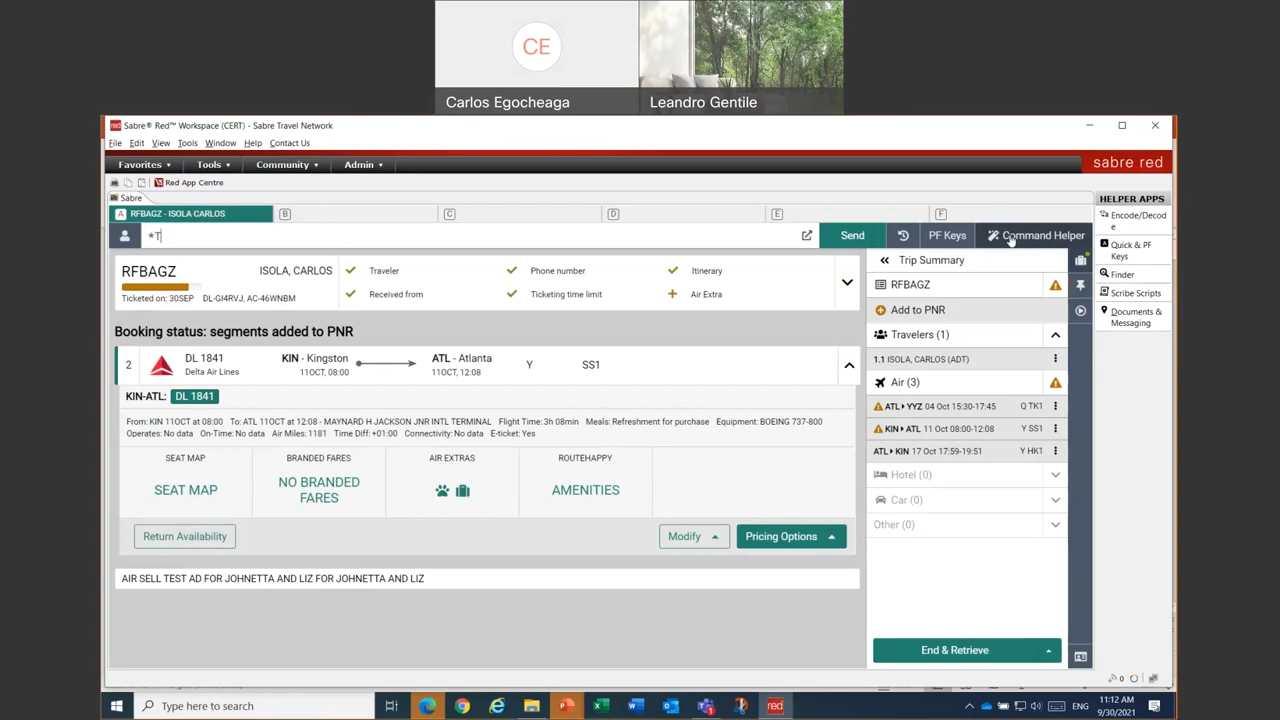 CE
Carlos Egocheaga
Leandro Gentile
red Sabre® Red™ Workspace (CERT) - Sabre Travel Network
File Edit View Tools Window Help Contact Us
Favorites Tools Community Admin
sabre red
Red App Centre
Sabre
HELPER APPS
A RFBAGZ - ISOLA CARLOS B C D E F
Encode/Decod
e
*T
Send PF Keys Command Helper
Quick & PF
Keys
Finder
Scribe Scripts
Documents &
Messaging
RFBAGZ ISOLA, CARLOS
Ticketed on: 30SEP DL-GI4RVJ, AC-46WNBM
Traveler Phone number Itinerary
Received from Ticketing time limit Air Extra
Booking status: segments added to PNR
2 DL 1841 KIN - Kingston ATL - Atlanta Y SS1
Delta Air Lines 11OCT, 08:00 11OCT, 12:08
KIN-ATL: DL 1841
From: KIN 11OCT at 08:00 To: ATL 11OCT at 12:08 - MAYNARD H JACKSON JNR INTL TERMINAL Flight Time: 3h 08min Meals: Refreshment for purchase Equipment: BOEING 737-800
Operates: No data On-Time: No data Air Miles: 1181 Time Diff: +01:00 Connectivity: No data E-ticket: Yes
SEAT MAP BRANDED FARES AIR EXTRAS ROUTEHAPPY
SEAT MAP NO BRANDED AMENITIES
FARES
Return Availability Modify Pricing Options
AIR SELL TEST AD FOR JOHNETTA AND LIZ FOR JOHNETTA AND LIZ
Trip Summary
RFBAGZ
Add to PNR
Travelers (1)
1.1 ISOLA, CARLOS (ADT)
Air (3)
ATL YYZ 04 Oct 15:30-17:45 Q TK1
KIN ATL 11 Oct 08:00-12:08 Y SS1
ATL KIN 17 Oct 17:59-19:51 Y HK1
Hotel (0)
Car (0)
Other (0)
End & Retrieve
0
Type here to search
red
ENG
11:12 AM
9/30/2021